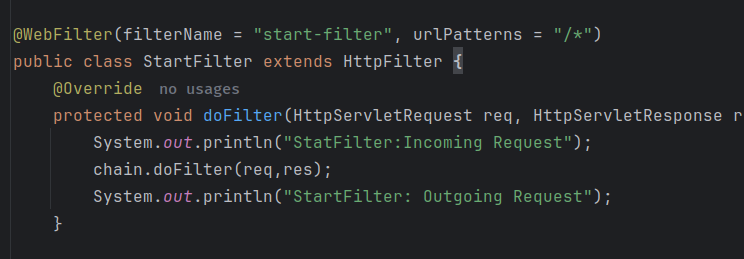 @WebFilter(filterName = "start-filter", urlPatterns = "/*")
public class StartFilter extends HttpFilter {
@Override no usages
protected void doFilter(HttpServletRequest req, HttpServletResponse r
System.out.println("StatFilter:Incoming Request");
chain.doFilter(req,res);
System.out.println("StartFilter: Outgoing Request");
}